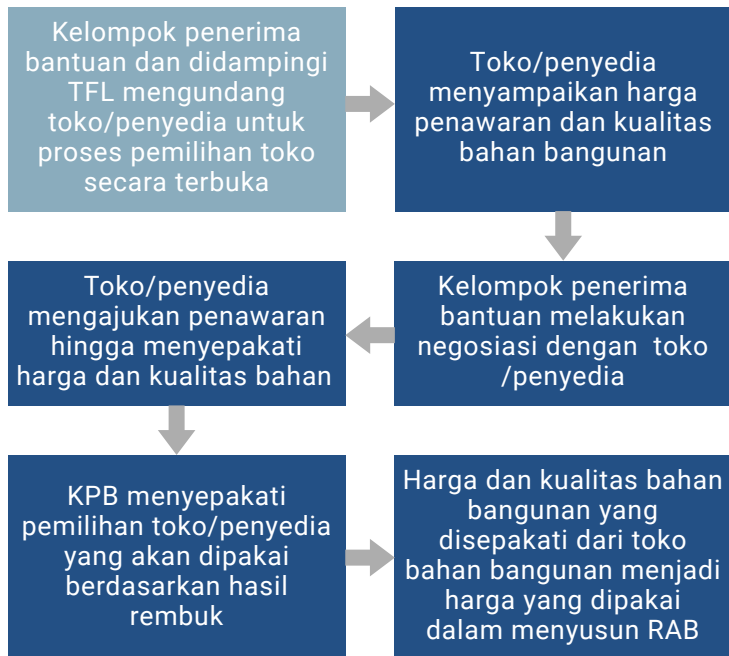 Kelompok penerima
bantuan dan didampingi
TFL mengundang
toko/penyedia untuk
proses pemilihan toko
secara terbuka
Toko/penyedia
menyampaikan harga
penawaran dan kualitas
bahan bangunan
Kelompok penerima
bantuan melakukan
negosiasi dengan  toko
/penyedia
Toko/penyedia
mengajukan penawaran
hingga menyepakati
harga dan kualitas bahan
KPB menyepakati
pemilihan toko/penyedia
yang akan dipakai
berdasarkan hasil
rembuk
Harga dan kualitas bahan
bangunan yang
disepakati dari toko
bahan bangunan menjadi
harga yang dipakai
dalam menyusun RAB